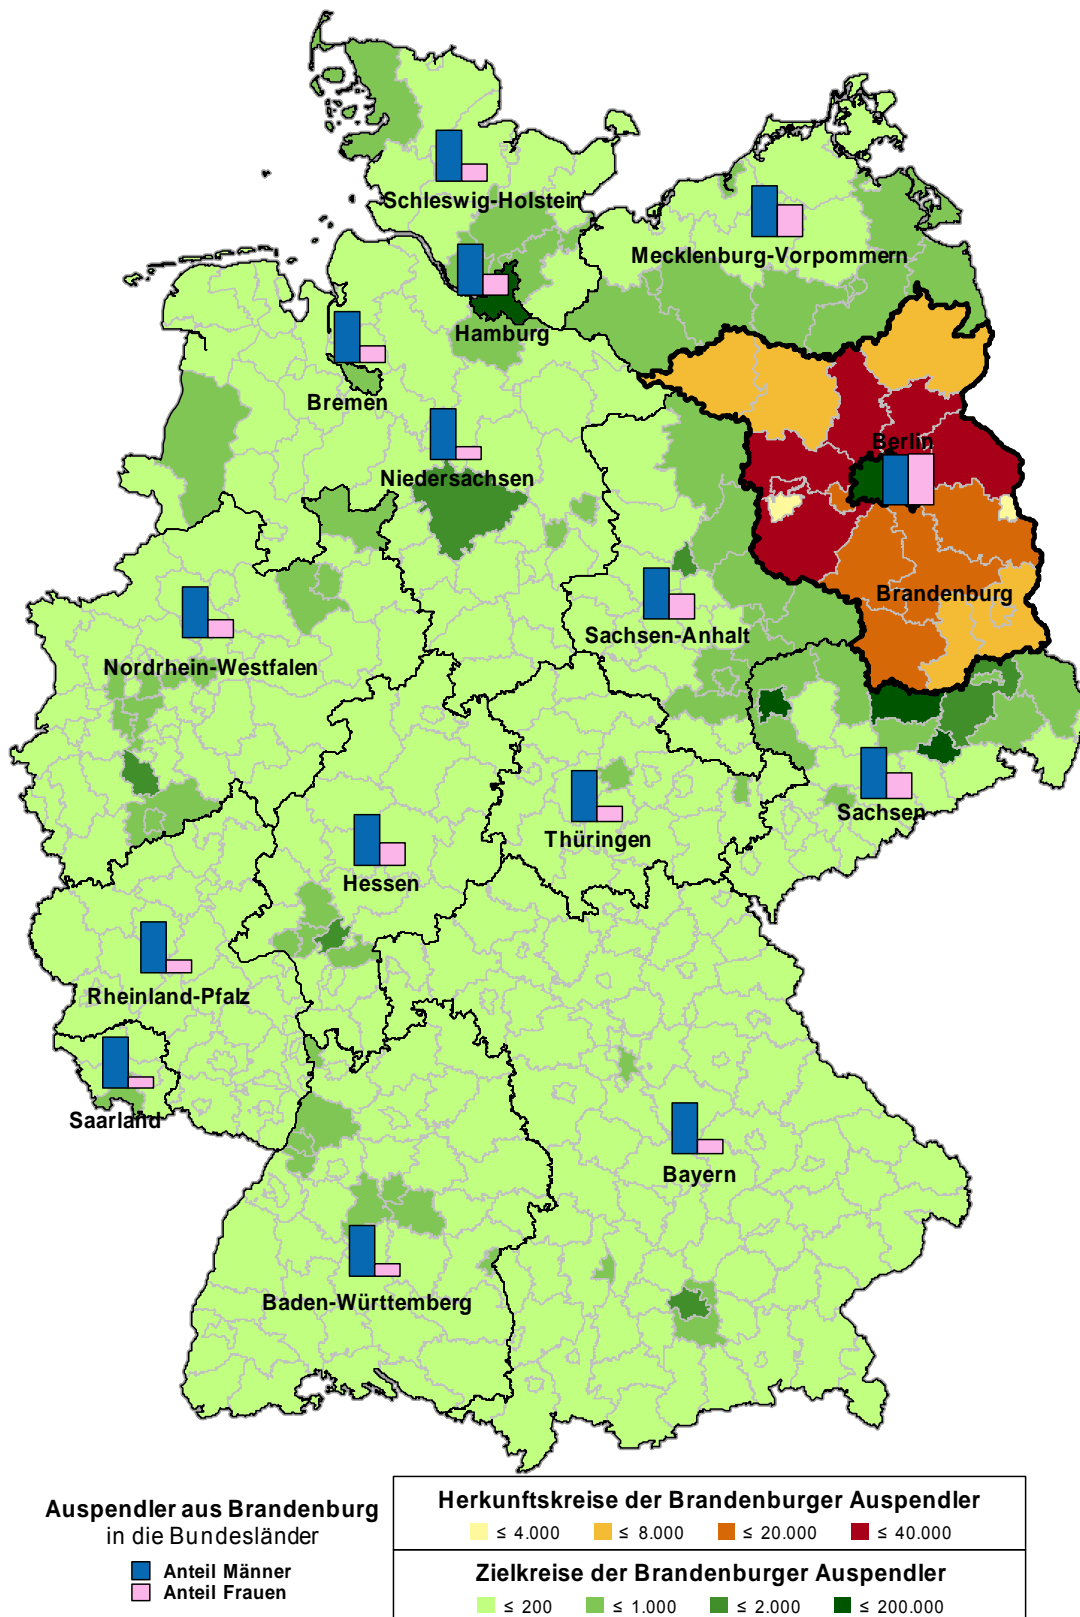 Schleswig-Holstein
Mecklenburg-Vorpommern
Hamburg
Bremen
Berlin
Niedersachsen
Brandenburg
Sachsen-Anhalt
Nordrhein-Westfalen
Sachsen
Thüringen
Hessen
Rheinland-Pfalz
Saarland
Bayern
Baden-Württemberg
Auspendler aus Brandenburg
in die Bundesländer
Anteil Männer
Anteil Frauen
Herkunftskreise der Brandenburger Auspendler
≤ 4.000 ≤ 8.000 ≤ 20.000 ≤ 40.000
Zielkreise der Brandenburger Auspendler
≤ 200 ≤ 1.000 ≤ 2.000 ≤ 200.000